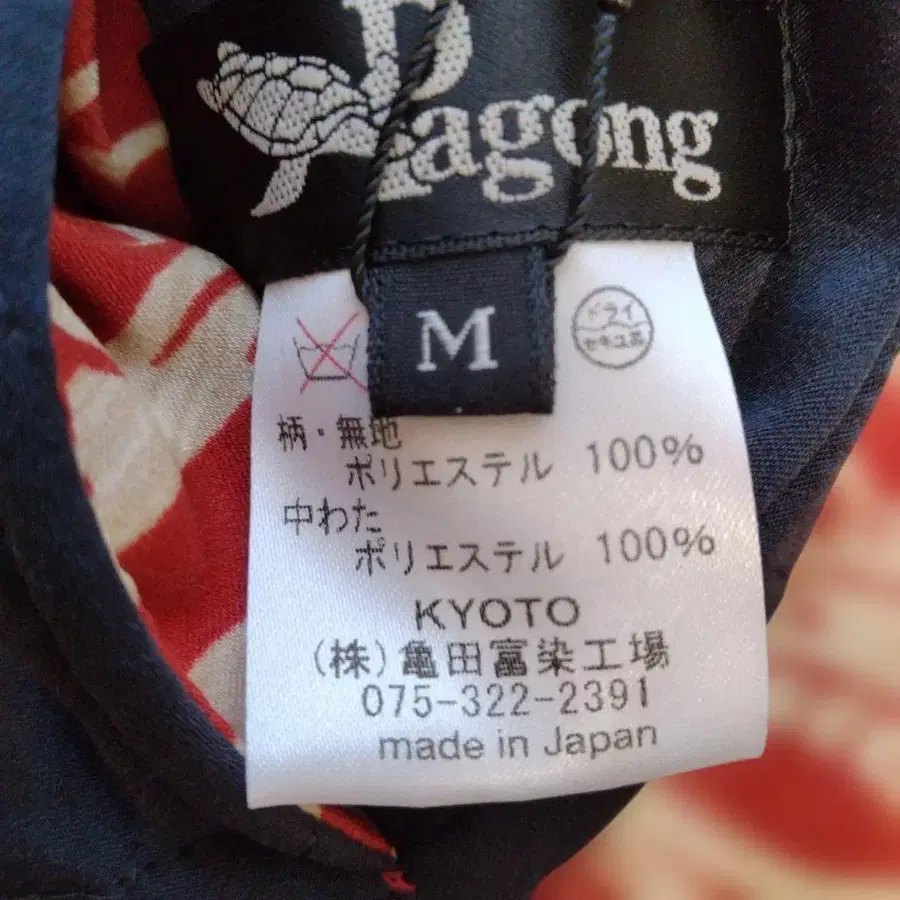 Pagong
M
ドライ
セキユ系
柄・無地
ポリエステル 100%
中わた
ポリエステル 100%
KYOTO
(株)亀田富染工場
075-322-2391
made in Japan